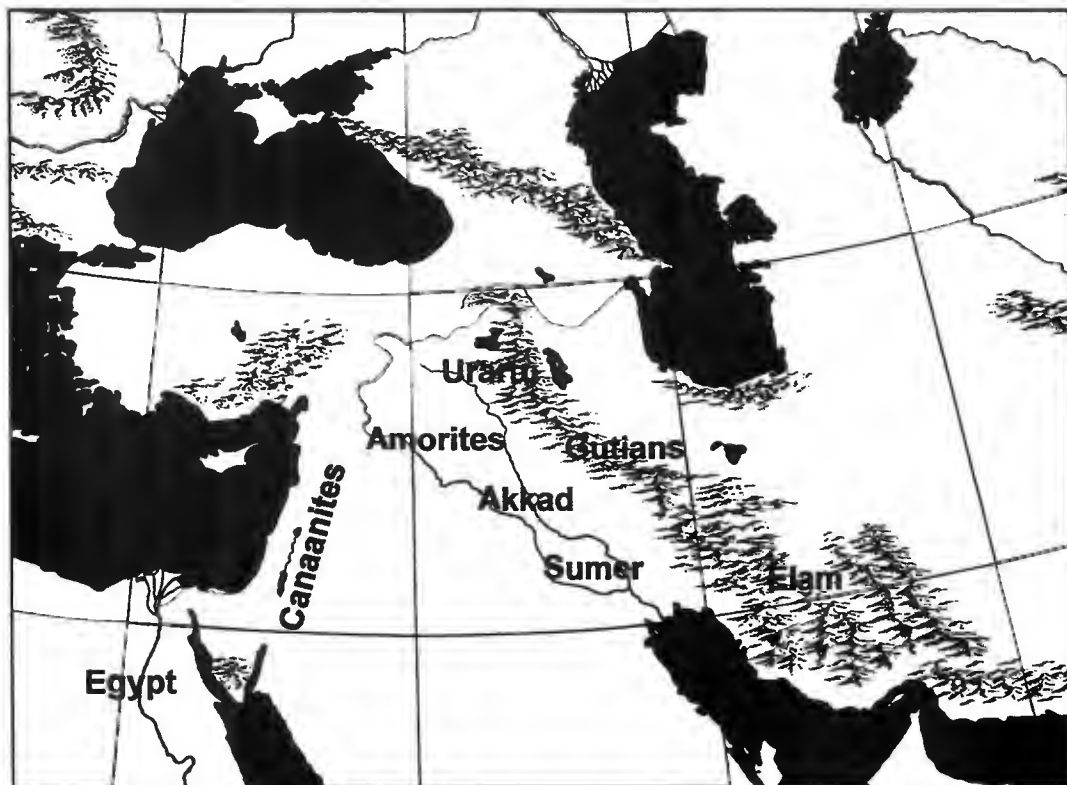 Urartu
Amorites
Gutians
Akkad
Canaanites
Sumer
Elam
Egypt